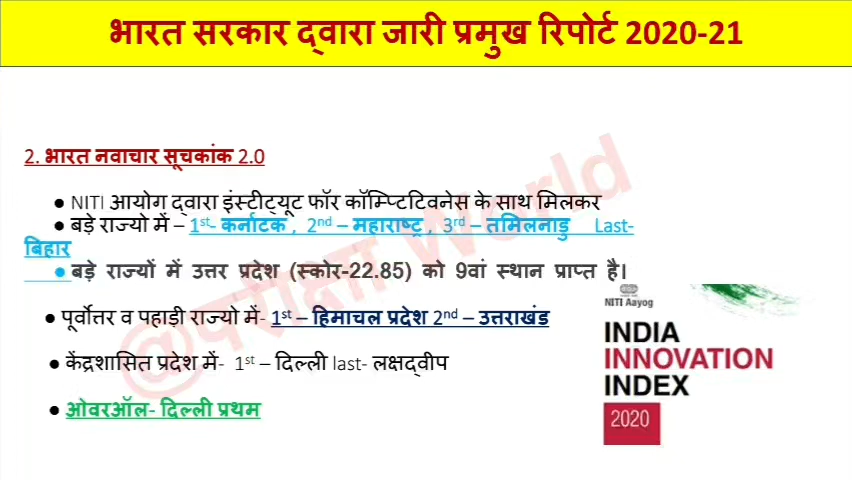 भारत सरकार द्वारा जारी प्रमुख रिपोर्ट 2020-21
2. भारत नवाचार सूचकांक 2.0
● NITI आयोग द्वारा इंस्टीट्यूट फॉर कॉम्प्टिटिवनेस के साथ मिलकर
● बड़े राज्यो में – 1st- कर्नाटक , 2nd – महाराष्ट्र , 3rd – तमिलनाडु Last-
बिहार
● बड़े राज्यों में उत्तर प्रदेश (स्कोर-22.85) को 9वां स्थान प्राप्त है।
● पूर्वोत्तर व पहाड़ी राज्यो में- 1st – हिमाचल प्रदेश 2nd – उत्तराखंड
● केंद्रशासित प्रदेश में- 1st – दिल्ली last- लक्षद्वीप
● ओवरऑल- दिल्ली प्रथम
@परीक्षा World
NITI Aayog
INDIA
INNOVATION
INDEX
2020